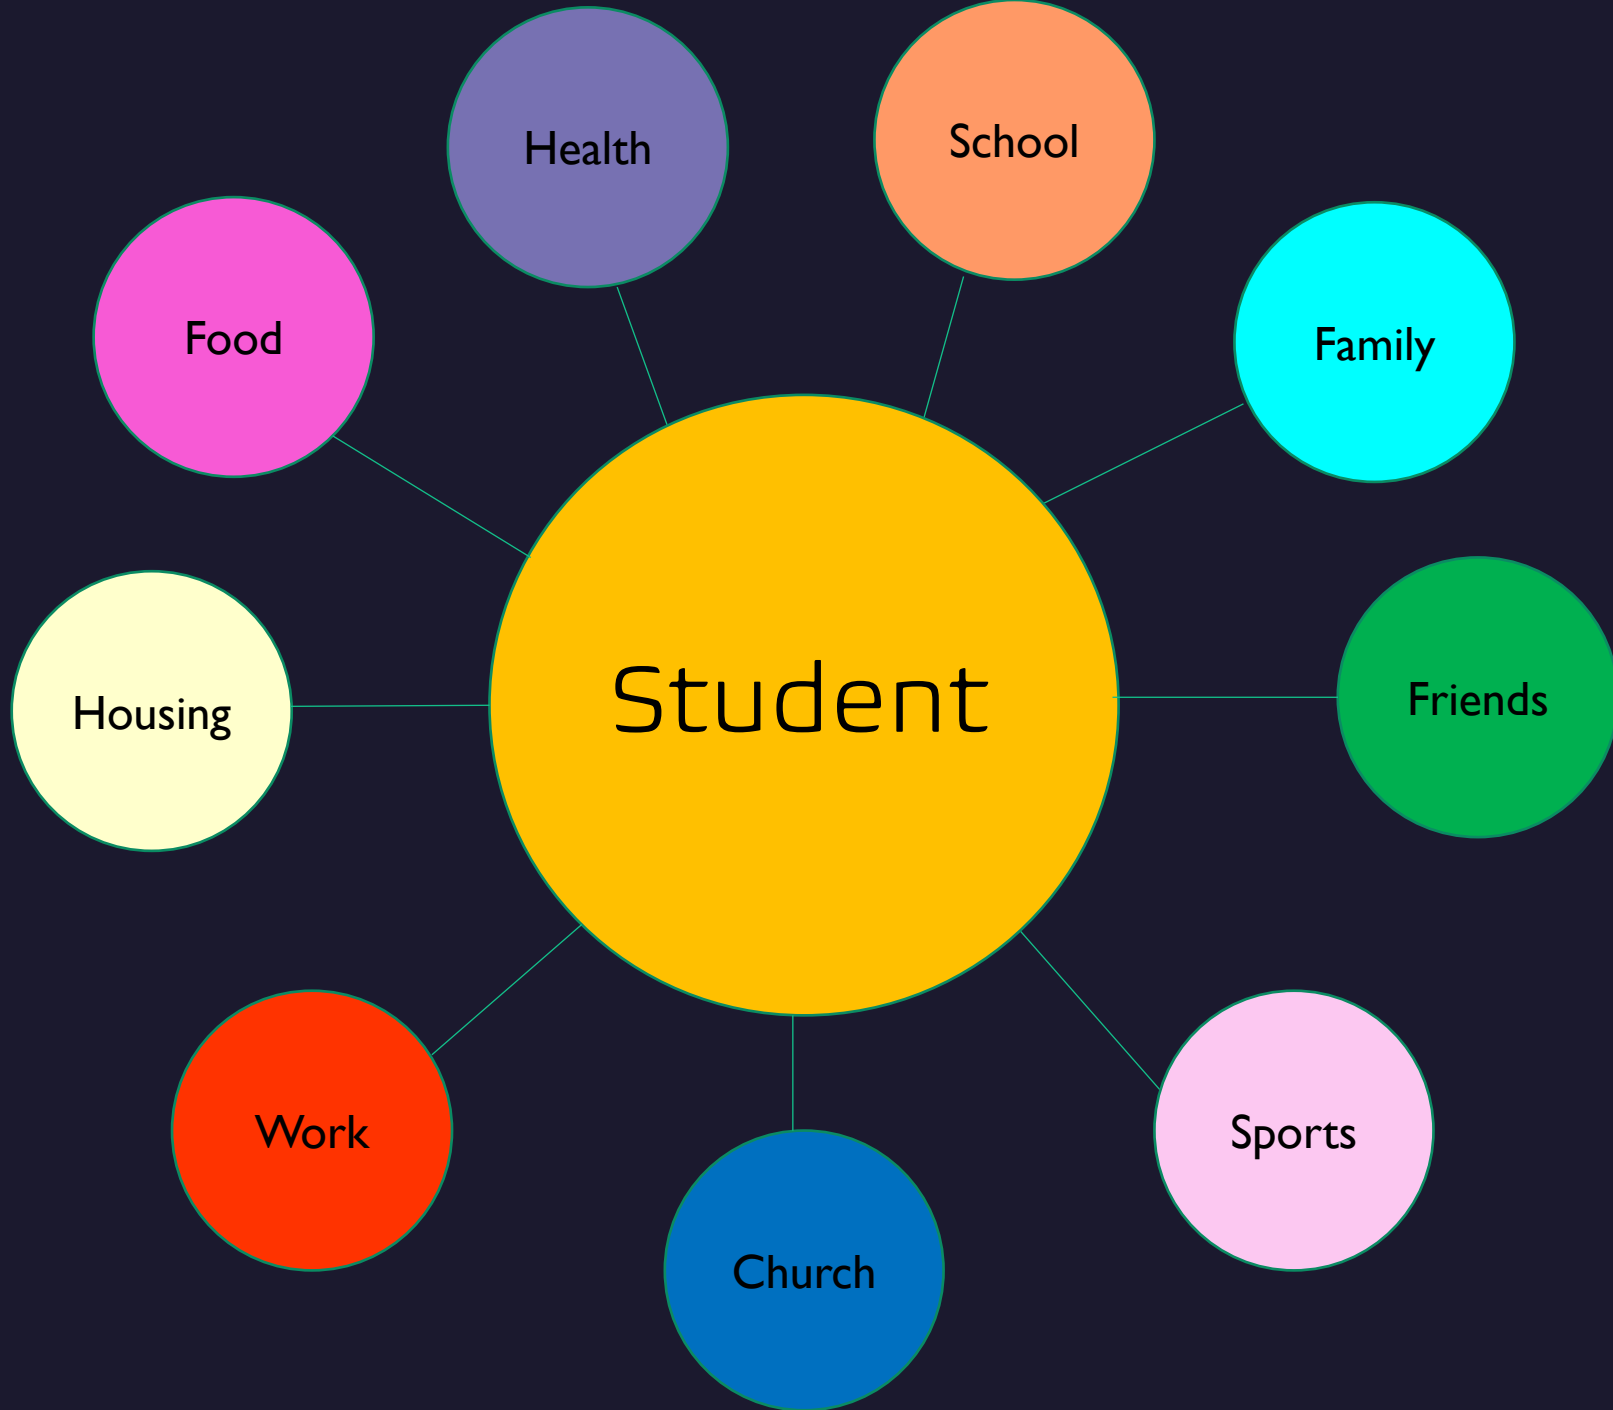 Health
School
Food
Family
Student
Housing
Friends
Work
Sports
Church